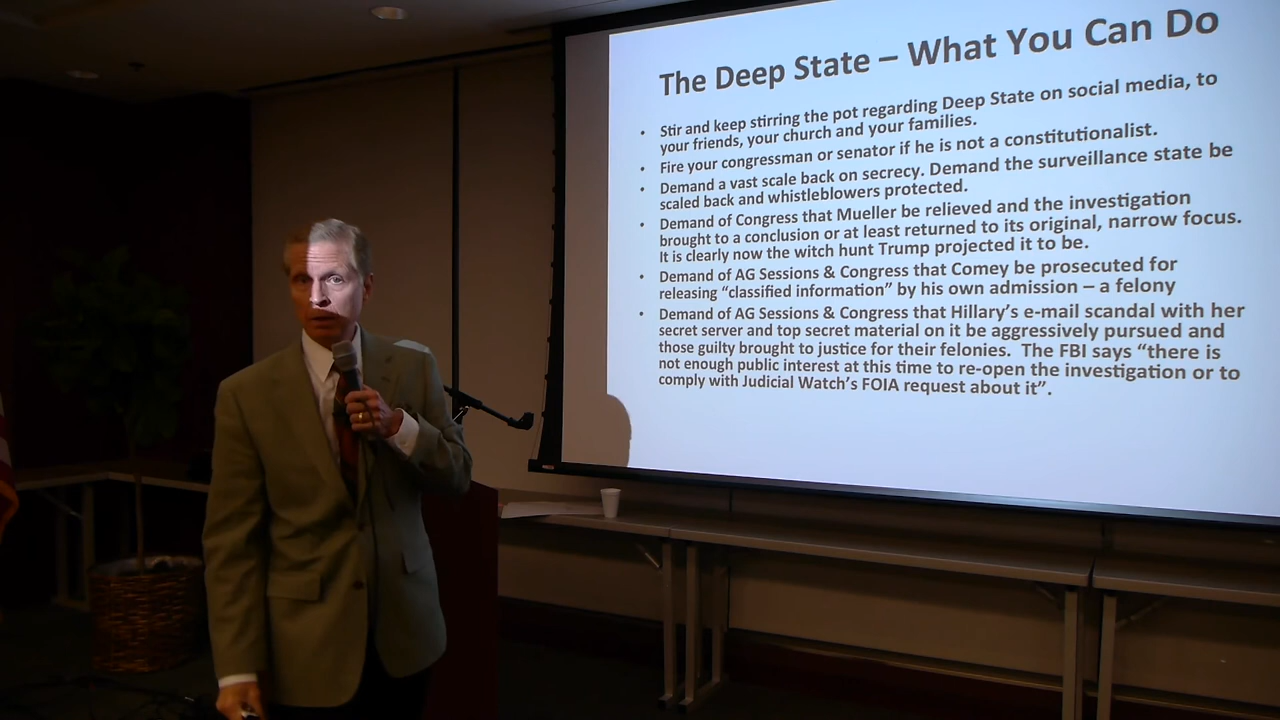 The Deep State – What You Can Do
• Stir and keep stirring the pot regarding Deep State on social media, to
your friends, your church and your families.
• Fire your congressman or senator if he is not a constitutionalist.
• Demand a vast scale back on secrecy. Demand the surveillance state be
scaled back and whistleblowers protected.
• Demand of Congress that Mueller be relieved and the investigation
brought to a conclusion or at least returned to its original, narrow focus.
It is clearly now the witch hunt Trump projected it to be.
• Demand of AG Sessions & Congress that Comey be prosecuted for
releasing “classified information” by his own admission – a felony
• Demand of AG Sessions & Congress that Hillary’s e-mail scandal with her
secret server and top secret material on it be aggressively pursued and
those guilty brought to justice for their felonies. The FBI says “there is
not enough public interest at this time to re-open the investigation or to
comply with Judicial Watch’s FOIA request about it”.